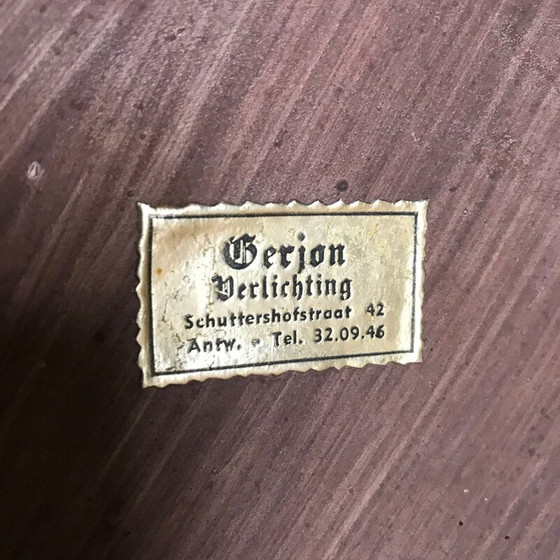 Gerjon
Verlichting
Schuttershofstraat 42
Antw. - Tel. 32.09.46